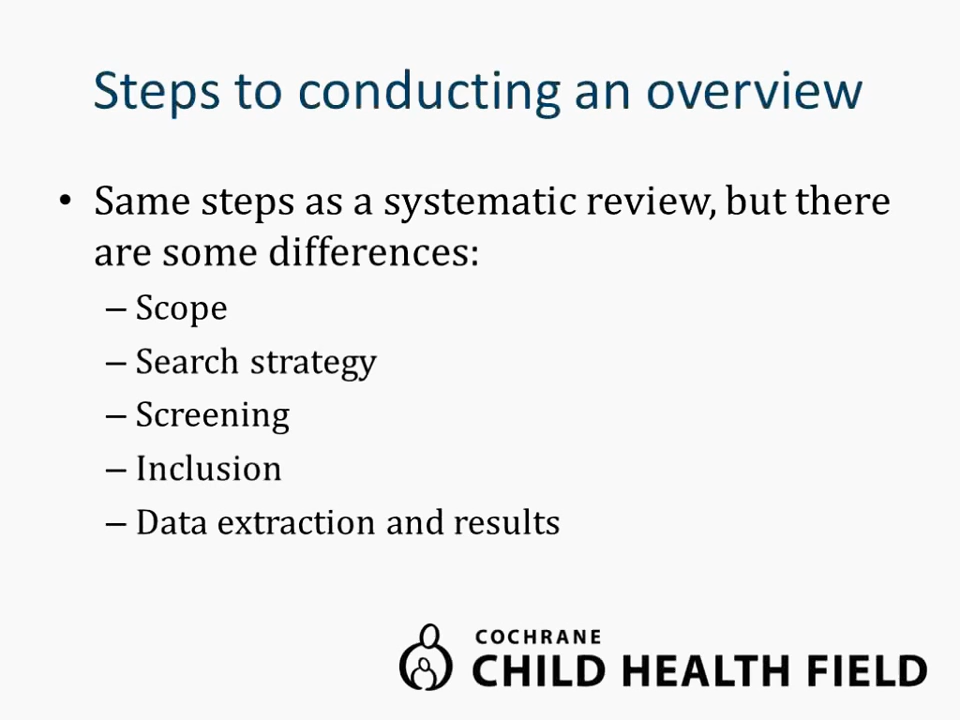 Steps to conducting an overview
• Same steps as a systematic review, but there
are some differences:
– Scope
– Search strategy
– Screening
– Inclusion
– Data extraction and results
COCHRANE
CHILD HEALTH FIELD